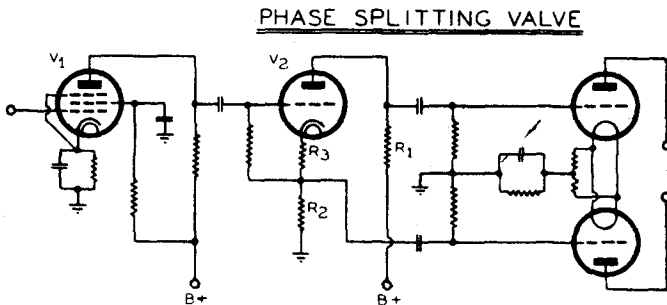 PHASE SPLITTING VALVE
V1
V2
R3
R1
R2
B+
B+